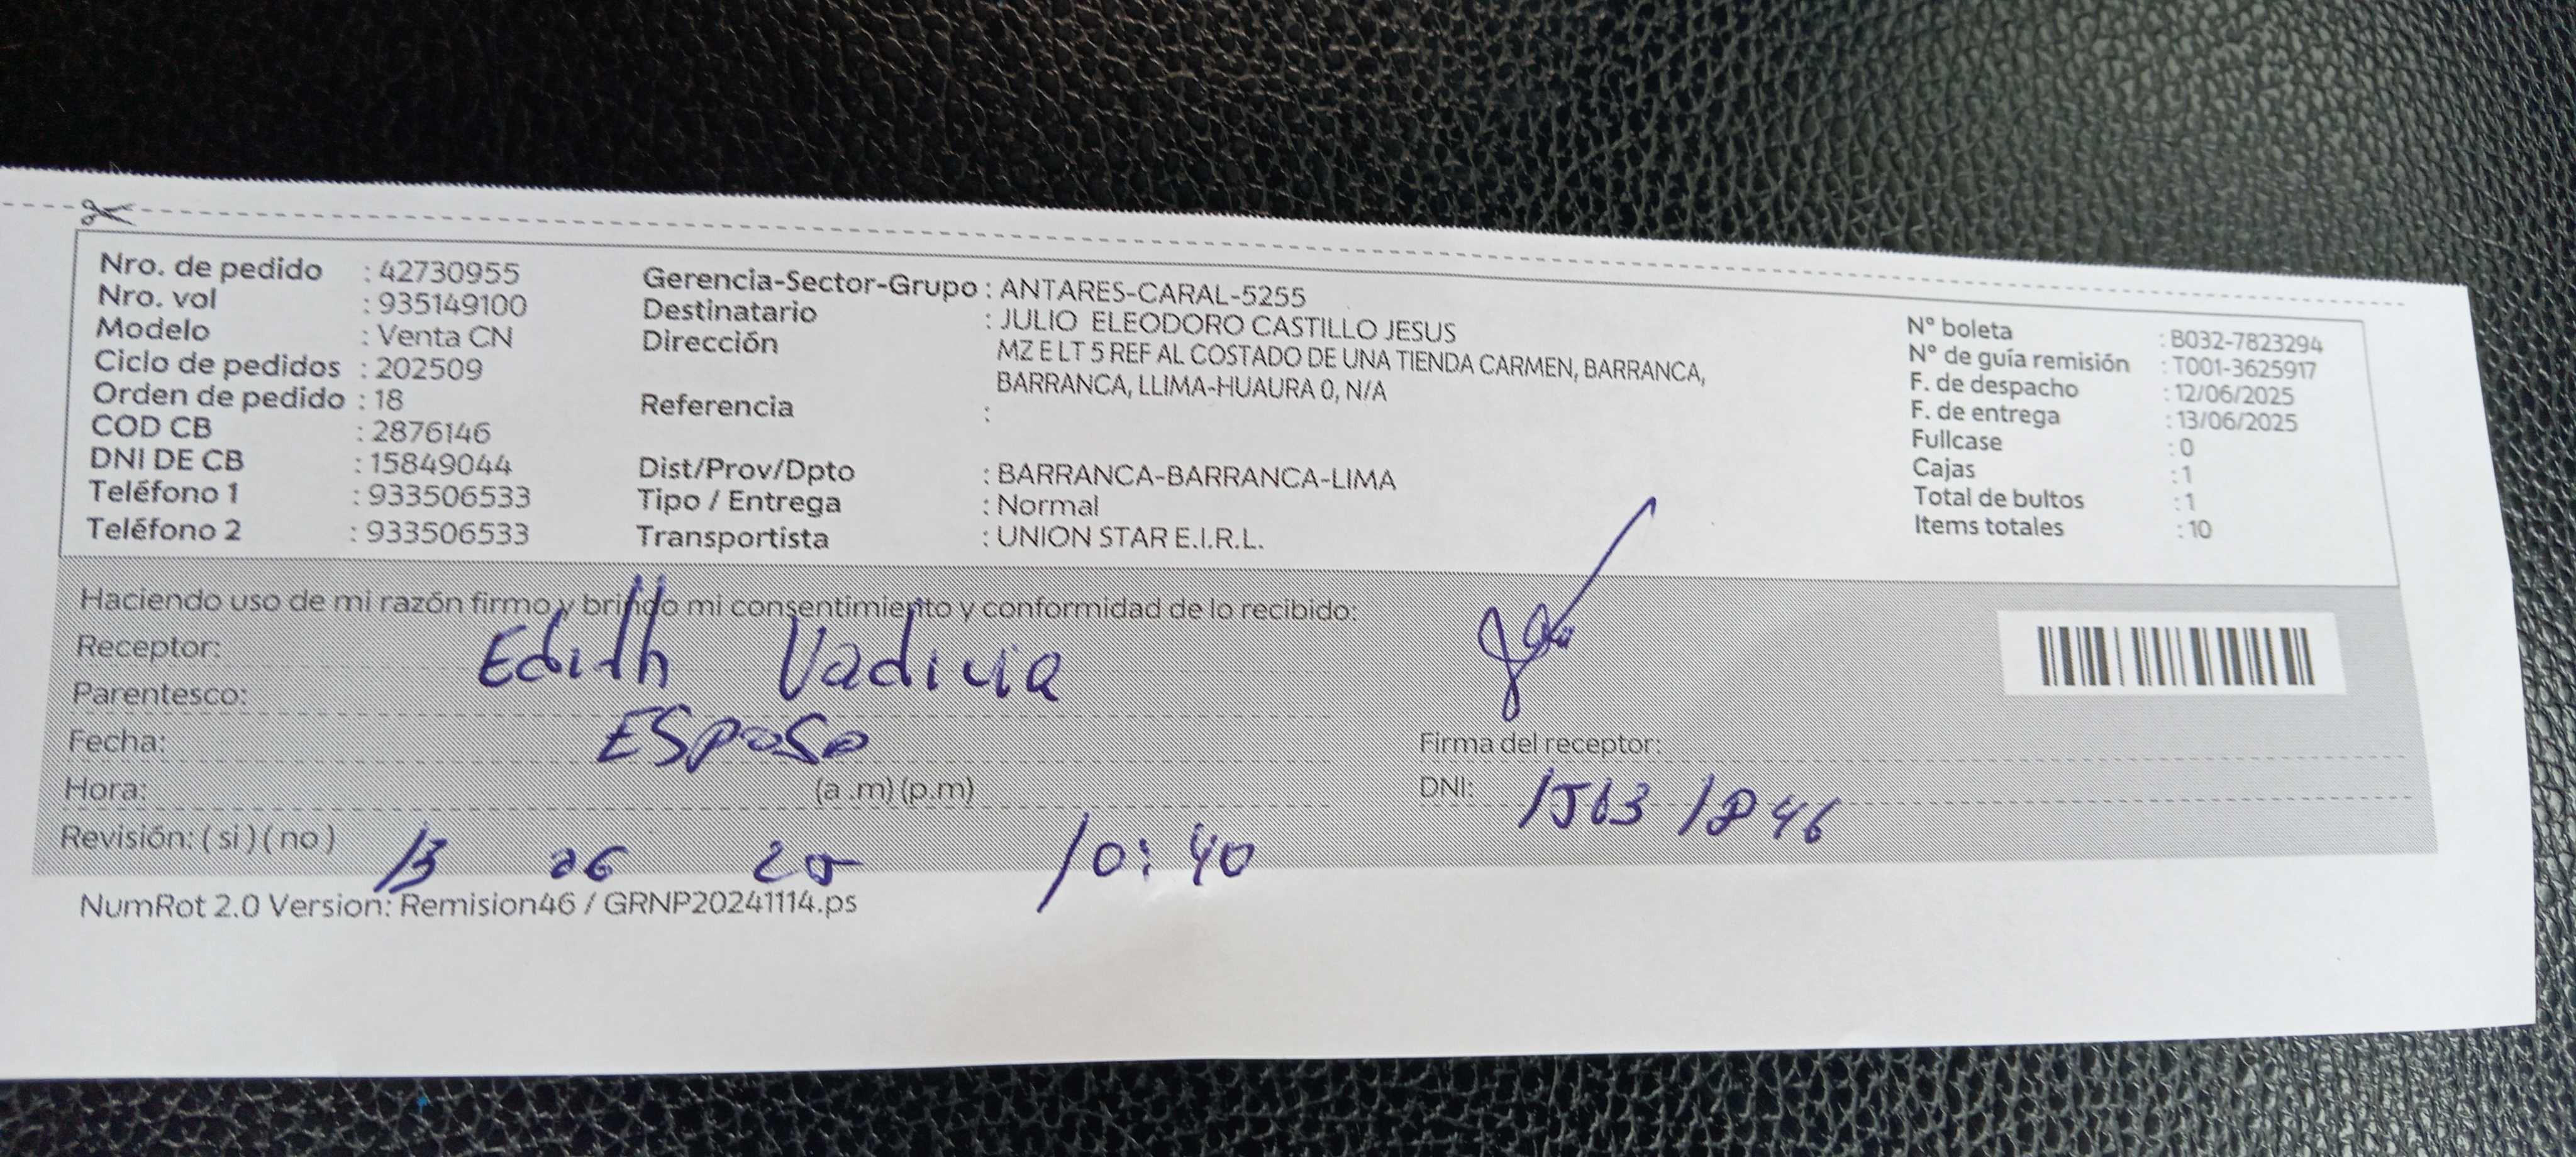 Nro. de pedido : 42730955
Nro. vol : 935149100
Modelo : Venta CN
Ciclo de pedidos : 202509
Orden de pedido : 18
COD CB : 2876146
DNI DE CB : 15849044
Teléfono 1 : 933506533
Teléfono 2 : 933506533
Gerencia-Sector-Grupo : ANTARES-CARAL-5255
Destinatario : JULIO ELEODORO CASTILLO JESUS
Dirección MZ E LT 5 REF AL COSTADO DE UNA TIENDA CARMEN, BARRANCA,
BARRANCA, LLIMA-HUAURA 0, N/A
Referencia :
Dist/Prov/Dpto : BARRANCA-BARRANCA-LIMA
Tipo / Entrega : Normal
Transportista : UNION STAR E.I.R.L.
N° boleta : B032-7823294
N° de guía remisión : T001-3625917
F. de despacho : 12/06/2025
F. de entrega : 13/06/2025
Fullcase : 0
Cajas : 1
Total de bultos : 1
Items totales : 10
Haciendo uso de mi razón firmo y brindo mi consentimiento y conformidad de lo recibido:
Receptor: Edith Vadivia
Parentesco:
ESPOSO
Fecha:
Hora: (a .m) (p.m)
Revisión: ( si ) ( no )
13 06 25 10:40
Firma del receptor:
DNI:
NumRot 2.0 Version: Remision46 / GRNP20241114.ps